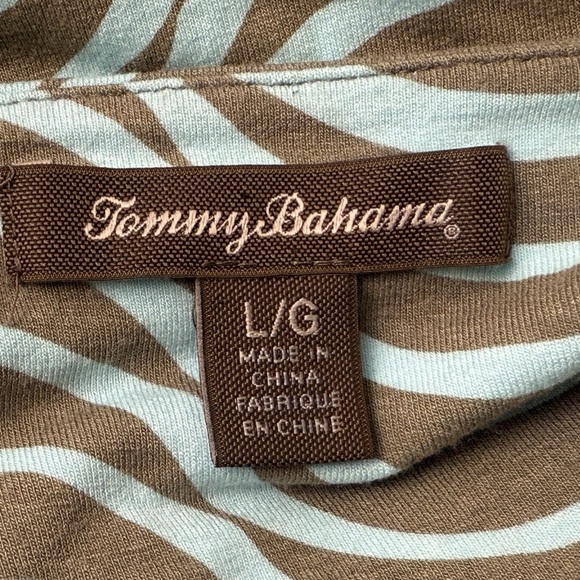 Tommy Bahama®
L/G
MADE IN
CHINA
FABRIQUE
EN CHINE